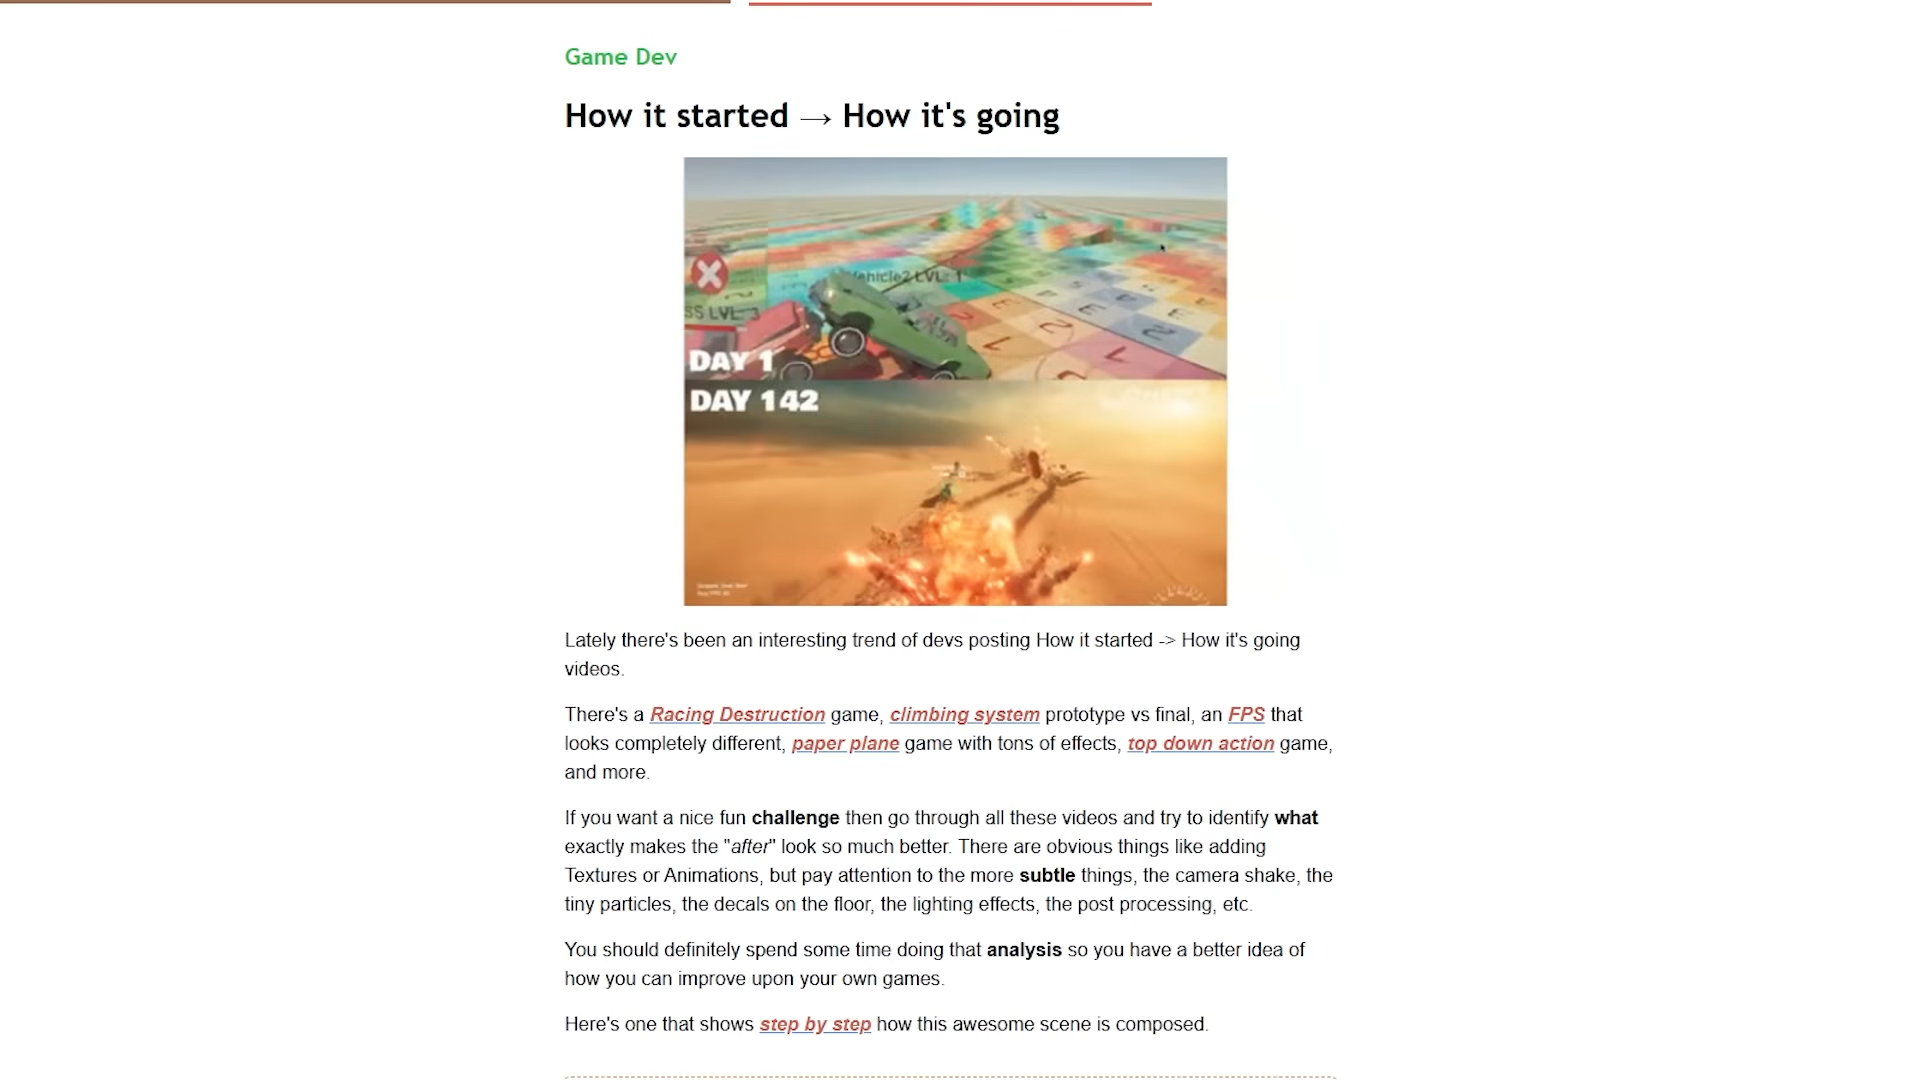 Game Dev
How it started → How it's going
Vehicle2 LVL: 1
SS LVL 3
DAY 1
DAY 142
Lately there's been an interesting trend of devs posting How it started -> How it's going
videos.
There's a Racing Destruction game, climbing system prototype vs final, an FPS that
looks completely different, paper plane game with tons of effects, top down action game,
and more.
If you want a nice fun challenge then go through all these videos and try to identify what
exactly makes the "after" look so much better. There are obvious things like adding
Textures or Animations, but pay attention to the more subtle things, the camera shake, the
tiny particles, the decals on the floor, the lighting effects, the post processing, etc.
You should definitely spend some time doing that analysis so you have a better idea of
how you can improve upon your own games.
Here's one that shows step by step how this awesome scene is composed.